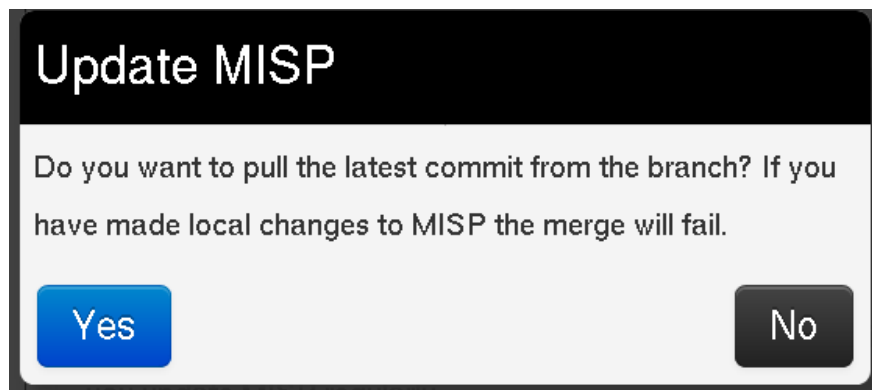 Update MISP
Do you want to pull the latest commit from the branch? If you
have made local changes to MISP the merge will fail.
Yes
No